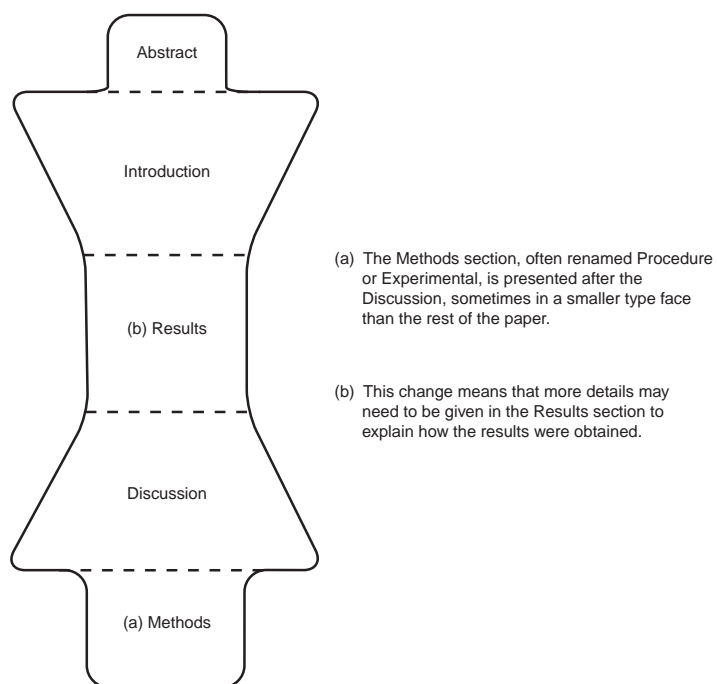 Abstract
Introduction
(b) Results
Discussion
(a) Methods
(a) The Methods section, often renamed Procedure
or Experimental, is presented after the
Discussion, sometimes in a smaller type face
than the rest of the paper.
(b) This change means that more details may
need to be given in the Results section to
explain how the results were obtained.